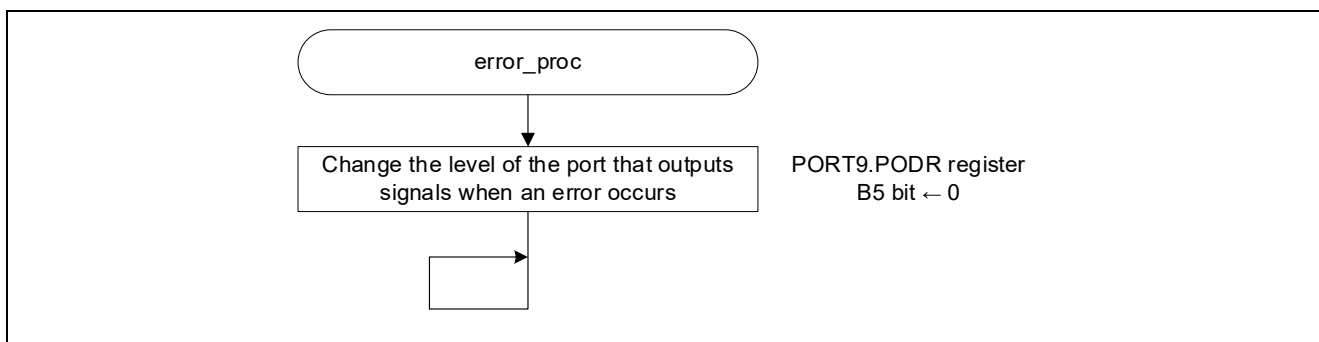 error_proc
Change the level of the port that outputs
signals when an error occurs
PORT9.PODR register
B5 bit ← 0